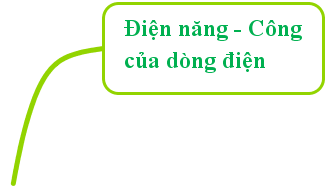 Điện năng - Công
của dòng điện